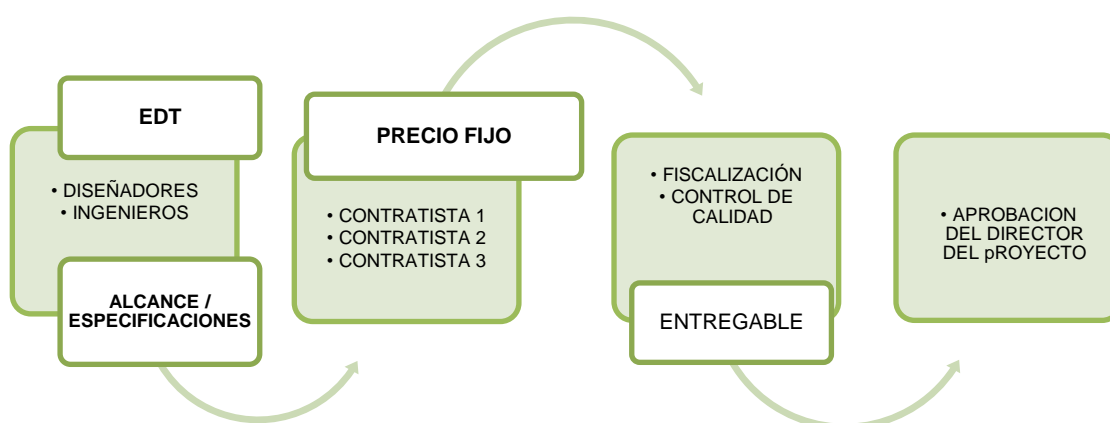 EDT
• DISEÑADORES
• INGENIEROS
ALCANCE /
ESPECIFICACIONES
PRECIO FIJO
• CONTRATISTA 1
• CONTRATISTA 2
• CONTRATISTA 3
• FISCALIZACIÓN
• CONTROL DE
CALIDAD
ENTREGABLE
• APROBACION
DEL DIRECTOR
DEL pROYECTO